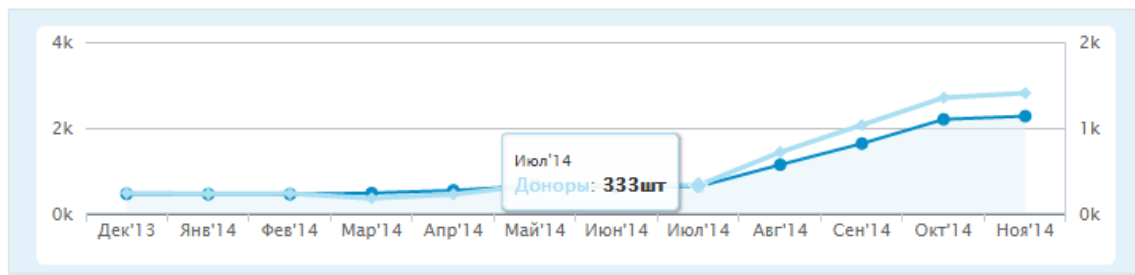 4k
2k
2k
1k
Июл'14
Доноры: 333шт
0k
0k
Дек'13 Янв'14 Фев'14 Мар'14 Апр'14 Май'14 Июн'14 Июл'14 Авг'14 Сен'14 Окт'14 Ноя'14